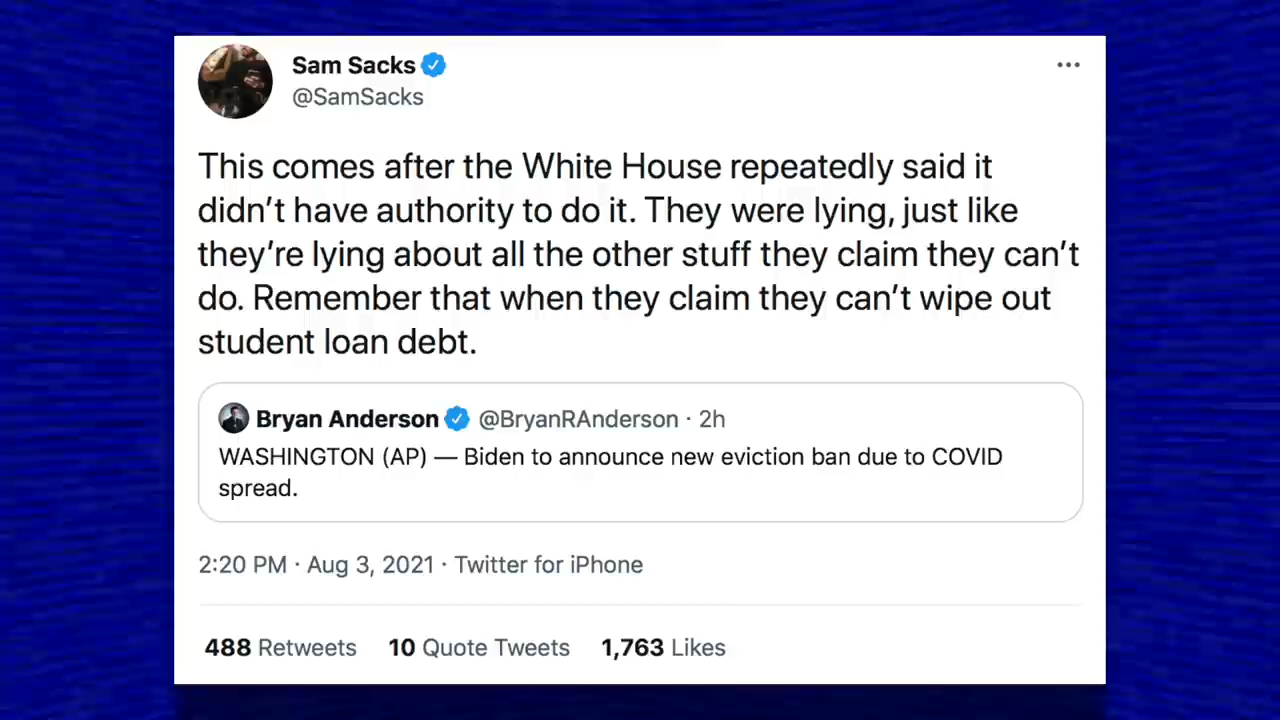 Sam Sacks
@SamSacks
This comes after the White House repeatedly said it
didn’t have authority to do it. They were lying, just like
they’re lying about all the other stuff they claim they can’t
do. Remember that when they claim they can’t wipe out
student loan debt.
Bryan Anderson @BryanRAnderson · 2h
WASHINGTON (AP) — Biden to announce new eviction ban due to COVID
spread.
2:20 PM · Aug 3, 2021 · Twitter for iPhone
488 Retweets 10 Quote Tweets 1,763 Likes